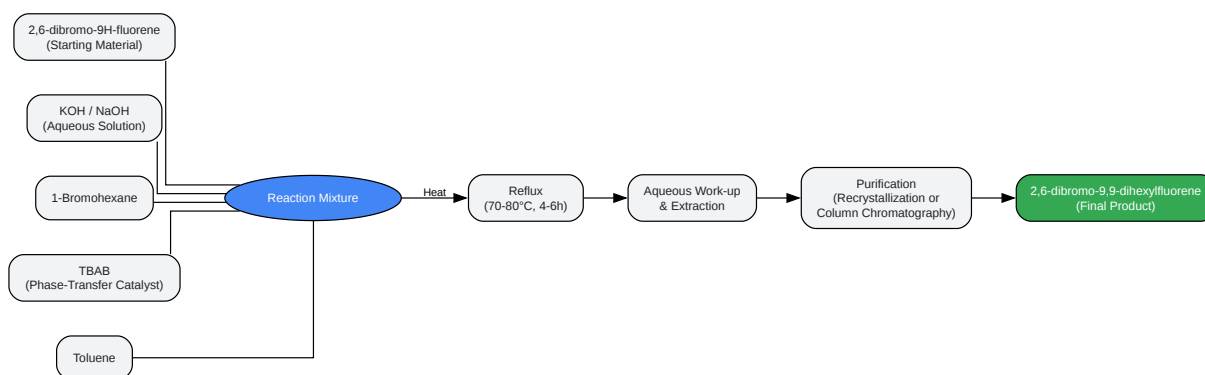 2,6-dibromo-9H-fluorene
(Starting Material)
KOH / NaOH
(Aqueous Solution)
1-Bromohexane
TBAB
(Phase-Transfer Catalyst)
Toluene
Reaction Mixture
Heat
Reflux
(70-80°C, 4-6h)
Aqueous Work-up
& Extraction
Purification
(Recrystallization or
Column Chromatography)
2,6-dibromo-9,9-dihexylfluorene
(Final Product)